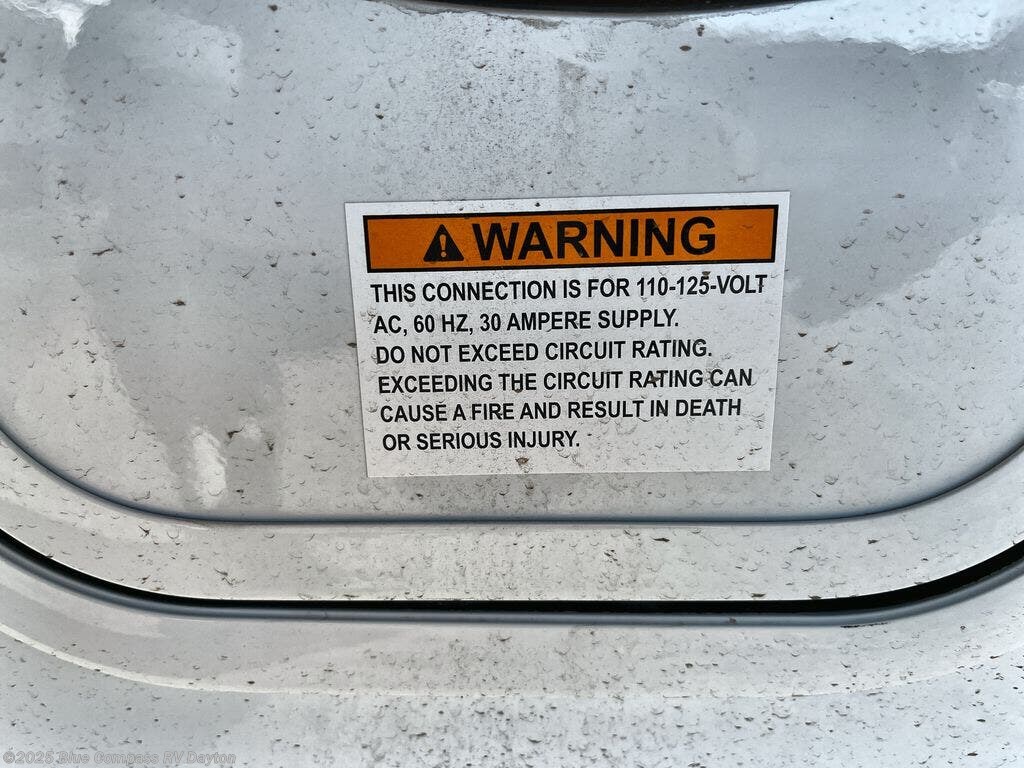 WARNING
THIS CONNECTION IS FOR 110-125-VOLT
AC, 60 HZ, 30 AMPERE SUPPLY.
DO NOT EXCEED CIRCUIT RATING.
EXCEEDING THE CIRCUIT RATING CAN
CAUSE A FIRE AND RESULT IN DEATH
OR SERIOUS INJURY.
©2025 Blue Compass RV Dayton